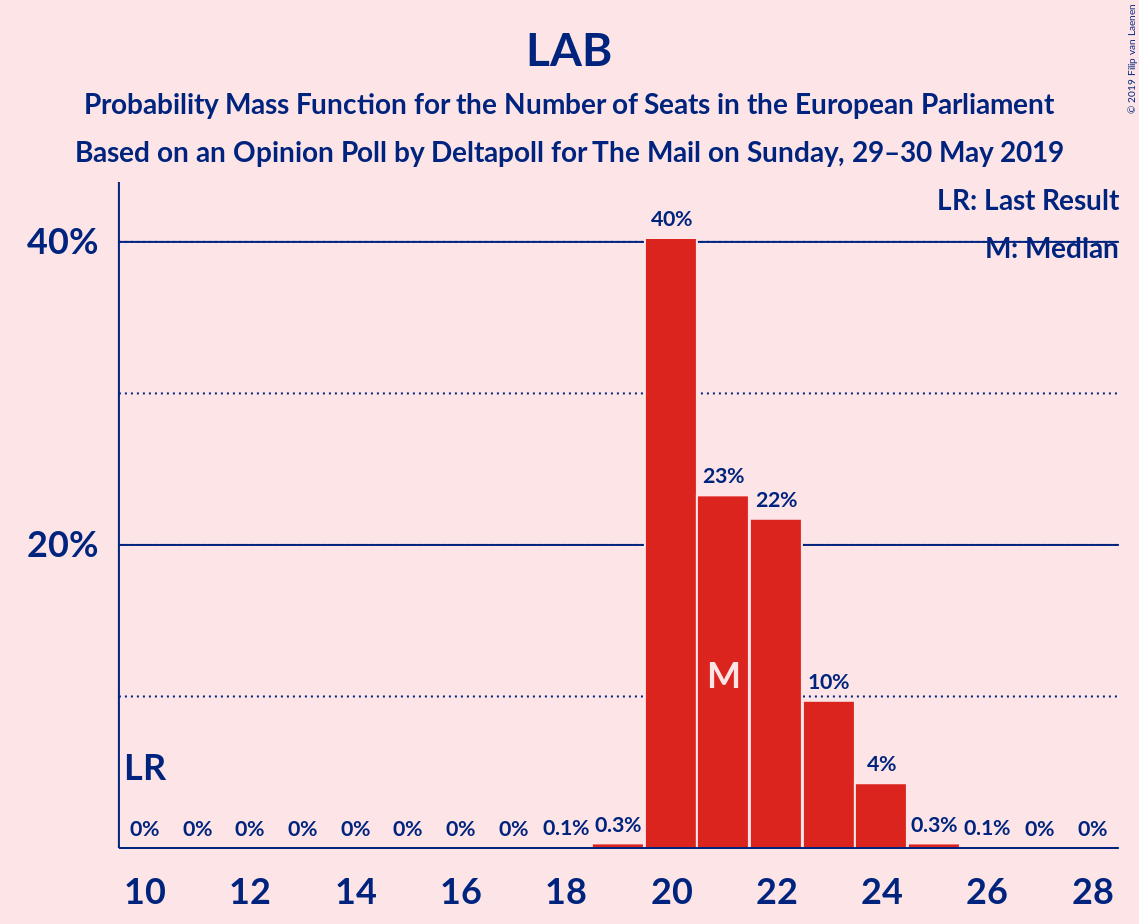 LAB
Probability Mass Function for the Number of Seats in the European Parliament
Based on an Opinion Poll by Deltapoll for The Mail on Sunday, 29–30 May 2019
© 2019 Filip van Laenen
LR: Last Result
M: Median
40%
20%
40%
23%
22%
M
10%
4%
LR
0% 0% 0% 0% 0% 0% 0% 0% 0.1% 0.3% 0.3% 0.1% 0% 0%
10 12 14 16 18 20 22 24 26 28